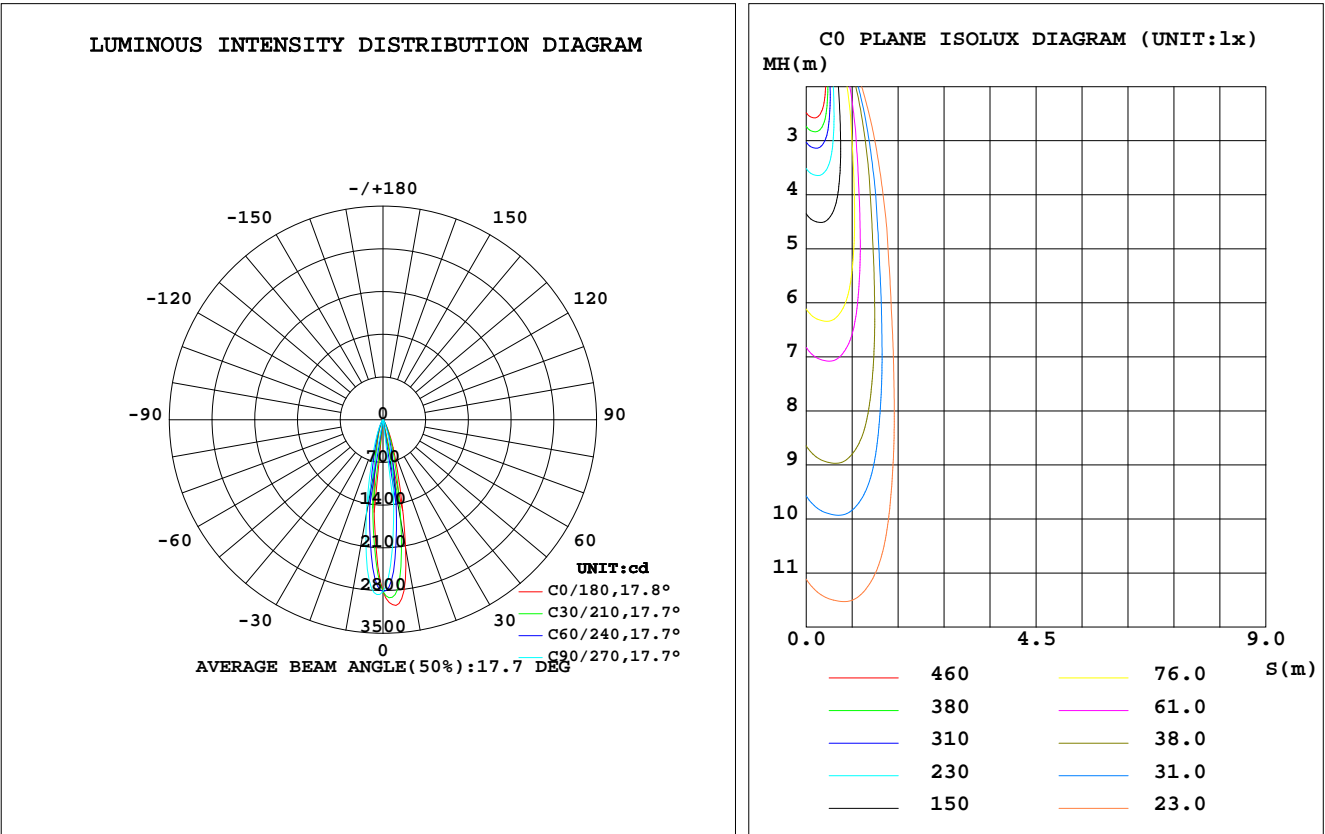 LUMINOUS INTENSITY DISTRIBUTION DIAGRAM
-/+180
-150 150
-120 120
-90 0 90
700
1400
-60 2100 60
UNIT:cd
2800
C0/180,17.8°
-30 3500 30
C30/210,17.7°
C60/240,17.7°
0
C90/270,17.7°
AVERAGE BEAM ANGLE(50%):17.7 DEG
C0 PLANE ISOLUX DIAGRAM (UNIT:lx)
MH(m)
3
4
5
6
7
8
9
10
11
0.0 4.5 9.0
S(m)
460 76.0
380 61.0
310 38.0
230 31.0
150 23.0